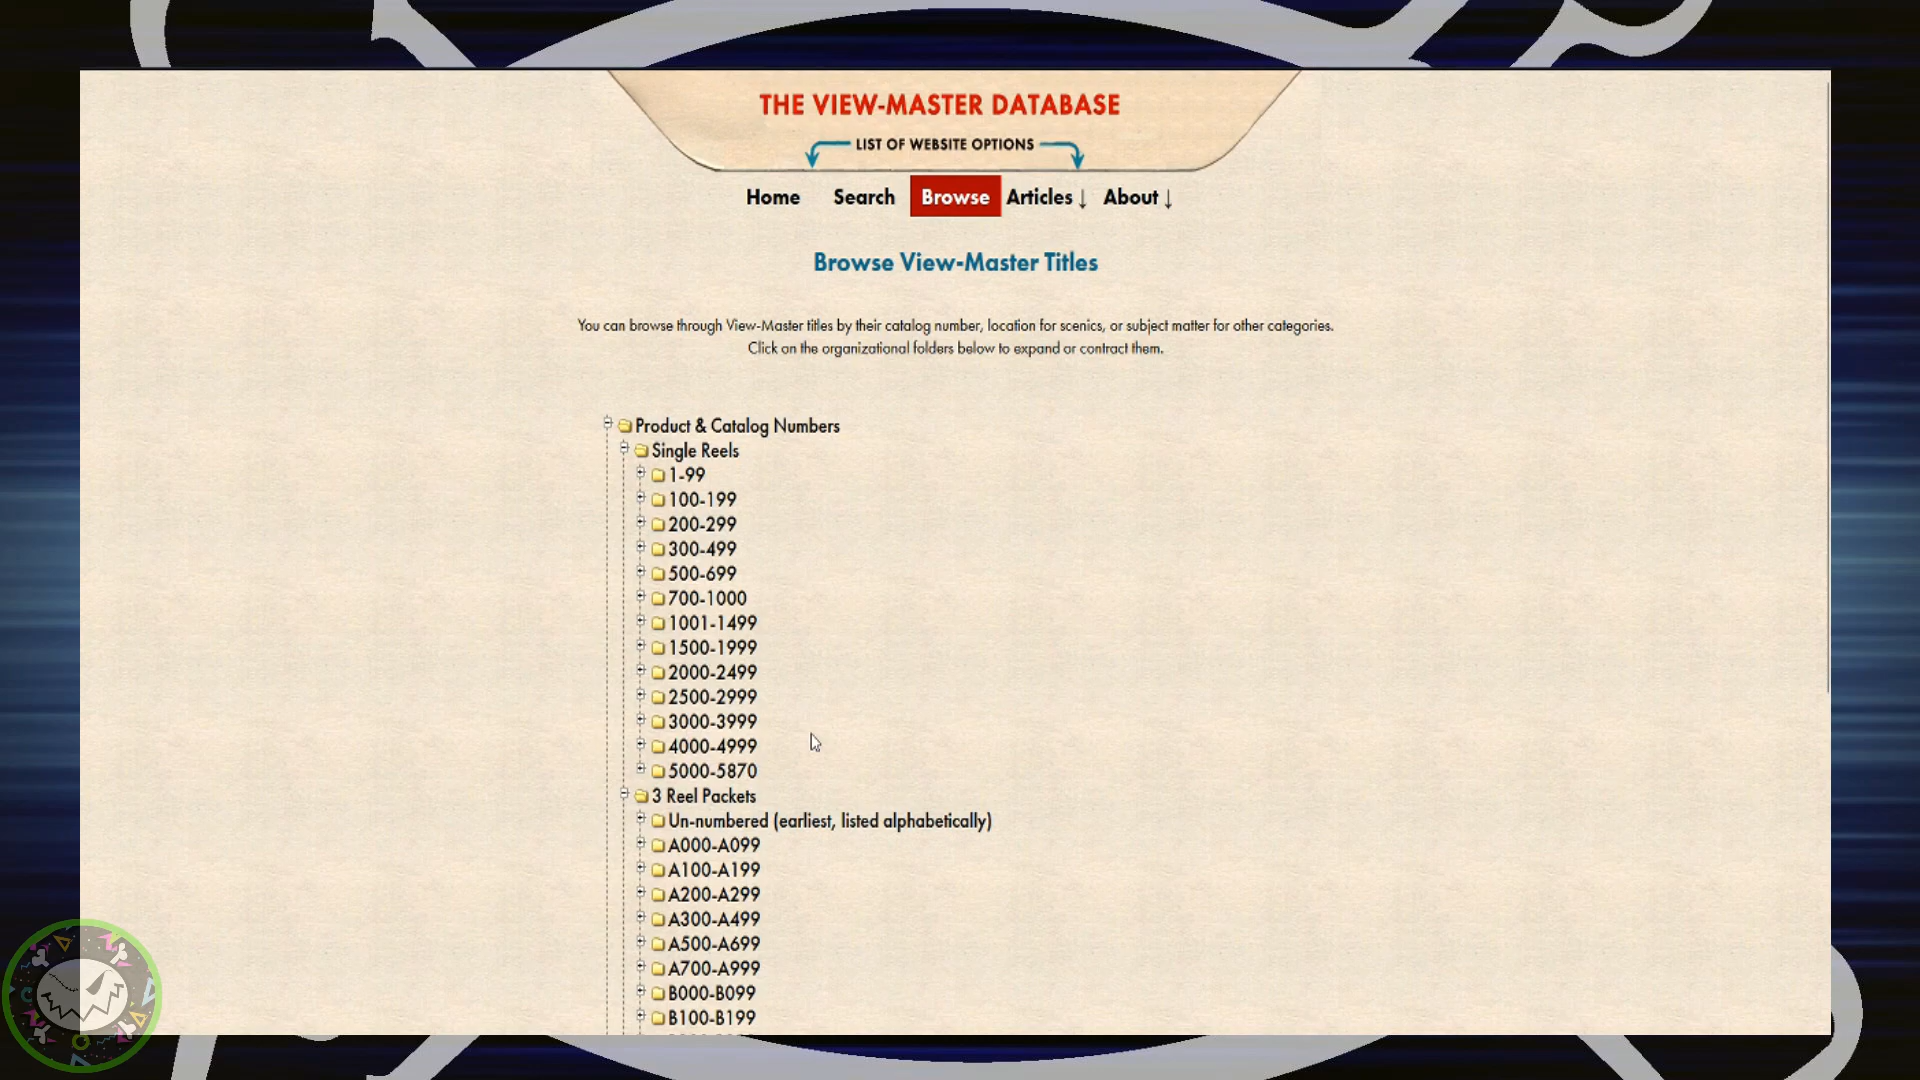 THE VIEW-MASTER DATABASE
LIST OF WEBSITE OPTIONS
Home Search Browse Articles ↓ About ↓
Browse View-Master Titles
You can browse through View-Master titles by their catalog number, location for scenics, or subject matter for other categories.
Click on the organizational folders below to expand or contract them.
Product & Catalog Numbers
Single Reels
1-99
100-199
200-299
300-499
500-699
700-1000
1001-1499
1500-1999
2000-2499
2500-2999
3000-3999
4000-4999
5000-5870
3 Reel Packets
Un-numbered (earliest, listed alphabetically)
A000-A099
A100-A199
A200-A299
A300-A499
A500-A699
A700-A999
B000-B099
B100-B199